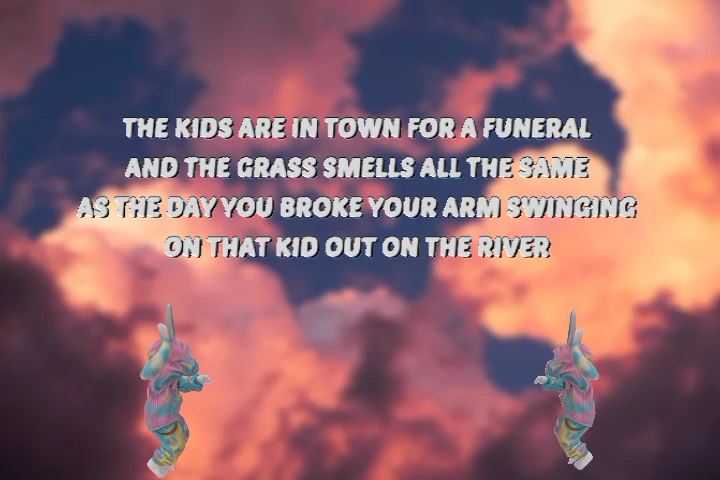 THE KIDS ARE IN TOWN FOR A FUNERAL
AND THE GRASS SMELLS ALL THE SAME
AS THE DAY YOU BROKE YOUR ARM SWINGING
ON THAT KID OUT ON THE RIVER